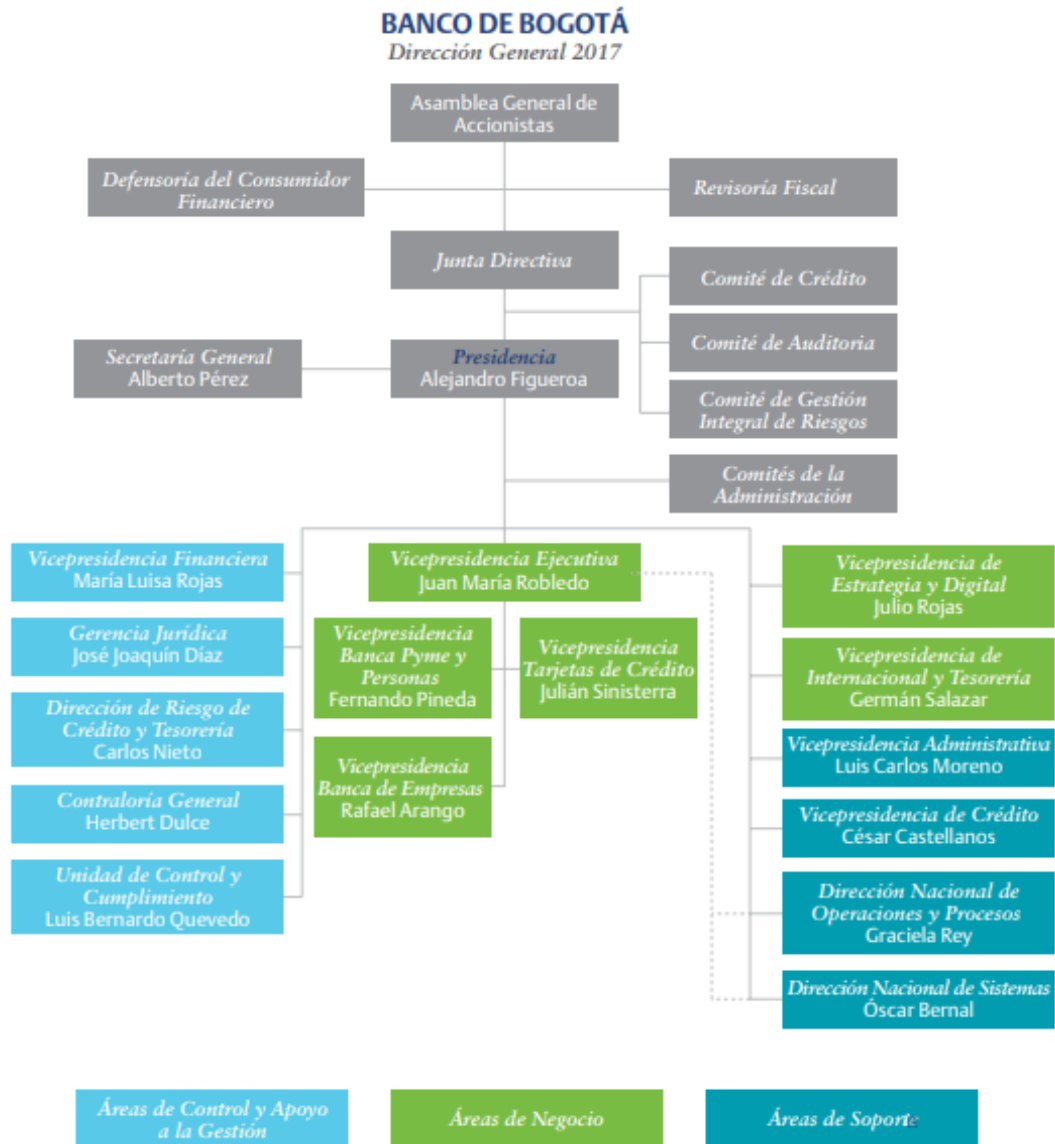 BANCO DE BOGOTÁ
Dirección General 2017
Asamblea General de
Accionistas
Defensoría del Consumidor
Financiero
Revisoría Fiscal
Junta Directiva
Comité de Crédito
Comité de Auditoria
Secretaría General
Alberto Pérez
Presidencia
Alejandro Figueroa
Comité de Gestión
Integral de Riesgos
Comités de la
Administración
Vicepresidencia Financiera
María Luisa Rojas
Gerencia Jurídica
José Joaquín Díaz
Dirección de Riesgo de
Crédito y Tesorería
Carlos Nieto
Contraloría General
Herbert Dulce
Unidad de Control y
Cumplimiento
Luis Bernardo Quevedo
Vicepresidencia Ejecutiva
Juan María Robledo
Vicepresidencia
Banca Pyme y
Personas
Fernando Pineda
Vicepresidencia
Tarjetas de Crédito
Julián Sinisterra
Vicepresidencia
Banca de Empresas
Rafael Arango
Vicepresidencia de
Estrategia y Digital
Julio Rojas
Vicepresidencia de
Internacional y Tesorería
Germán Salazar
Vicepresidencia Administrativa
Luis Carlos Moreno
Vicepresidencia de Crédito
César Castellanos
Dirección Nacional de
Operaciones y Procesos
Graciela Rey
Dirección Nacional de Sistemas
Óscar Bernal
Áreas de Control y Apoyo
a la Gestión
Áreas de Negocio
Áreas de Soporte